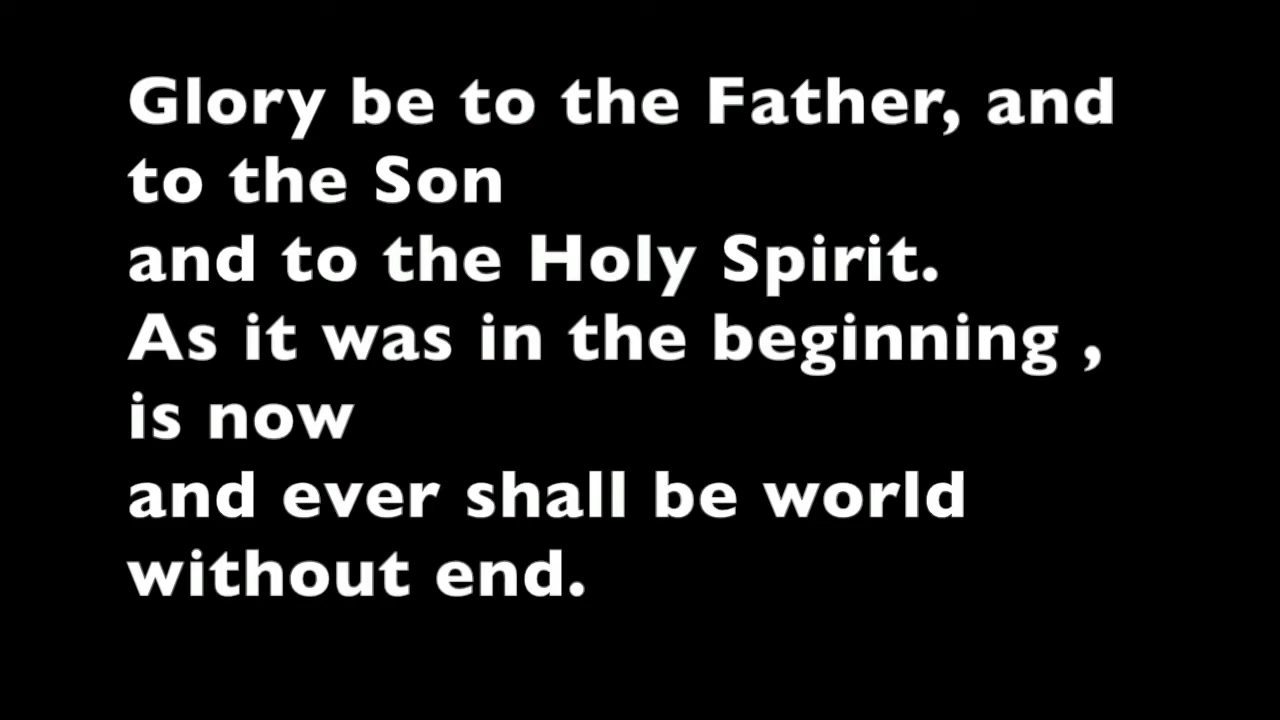 Glory be to the Father, and
to the Son
and to the Holy Spirit.
As it was in the beginning ,
is now
and ever shall be world
without end.